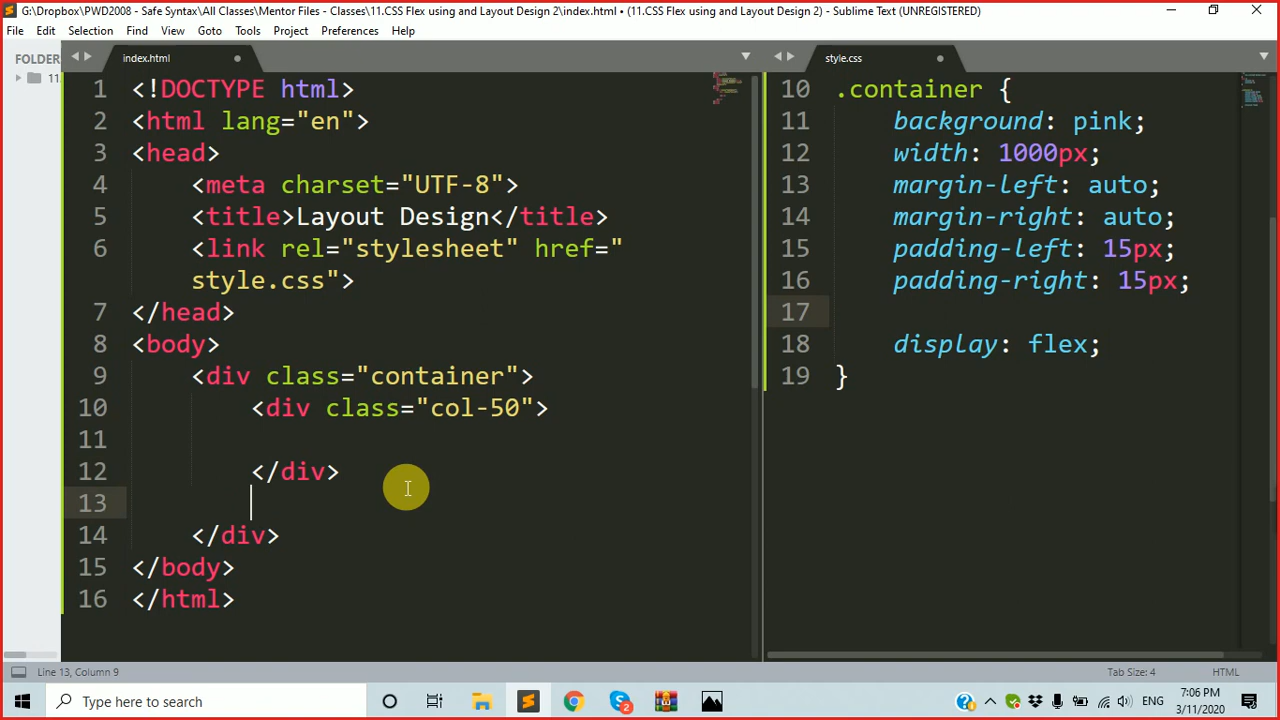 G:\Dropbox\PWD2008 - Safe Syntax\All Classes\Mentor Files - Classes\11.CSS Flex using and Layout Design 2\index.html • (11.CSS Flex using and Layout Design 2) - Sublime Text (UNREGISTERED)
File Edit Selection Find View Goto Tools Project Preferences Help
FOLDER
11.
index.html
1 <!DOCTYPE html>
2 <html lang="en">
3 <head>
4 <meta charset="UTF-8">
5 <title>Layout Design</title>
6 <link rel="stylesheet" href="
style.css">
7 </head>
8 <body>
9 <div class="container">
10 <div class="col-50">
11
12 </div>
13
14 </div>
15 </body>
16 </html>
style.css
10 .container {
11 background: pink;
12 width: 1000px;
13 margin-left: auto;
14 margin-right: auto;
15 padding-left: 15px;
16 padding-right: 15px;
17
18 display: flex;
19 }
Line 13, Column 9
Tab Size: 4
HTML
Type here to search
2
ENG
7:06 PM
3/11/2020